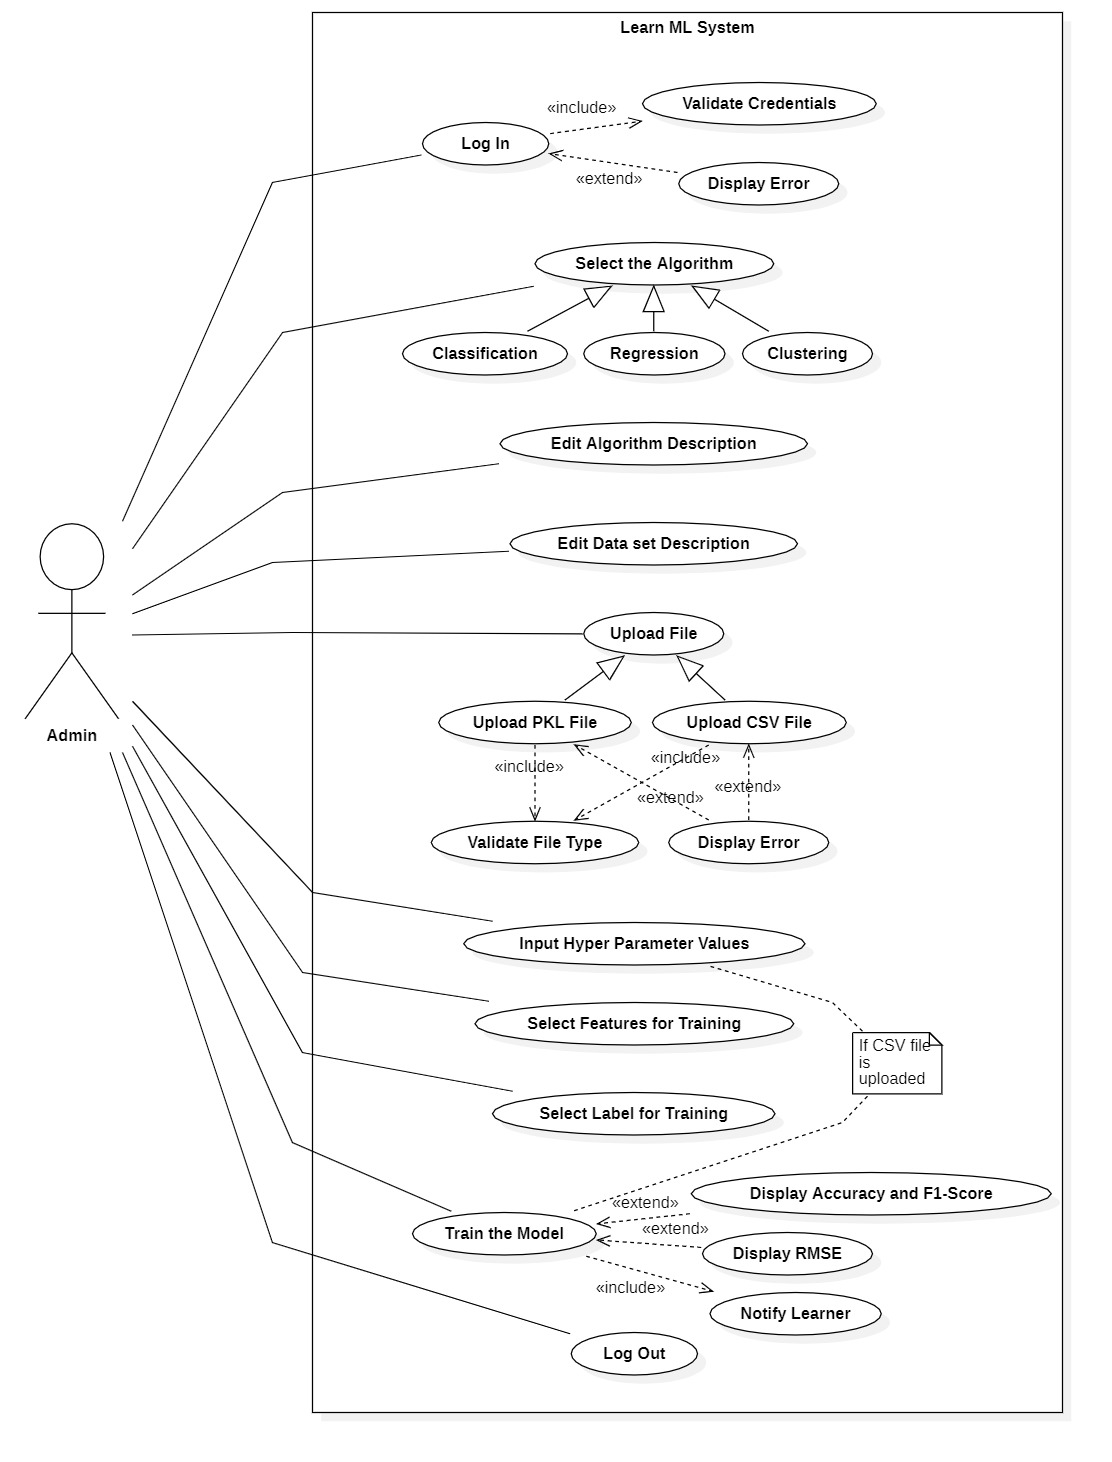 Learn ML System
Validate Credentials
«include»
Log In
«extend»
Display Error
Select the Algorithm
Classification
Regression
Clustering
Edit Algorithm Description
Edit Data set Description
Upload File
Upload PKL File
Upload CSV File
Admin
«include»
«include»
«extend»
«extend»
Validate File Type
Display Error
Input Hyper Parameter Values
Select Features for Training
If CSV file
is
uploaded
Select Label for Training
Display Accuracy and F1-Score
«extend»
«extend»
Train the Model
Display RMSE
«include»
Notify Learner
Log Out